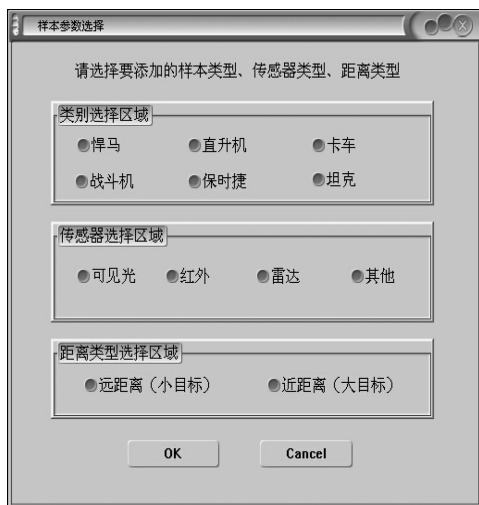 样本参数选择
请选择要添加的样本类型、传感器类型、距离类型
类别选择区域
悍马 直升机 卡车
战斗机 保时捷 坦克
传感器选择区域
可见光 红外 雷达 其他
距离类型选择区域
远距离（小目标） 近距离（大目标）
OK Cancel